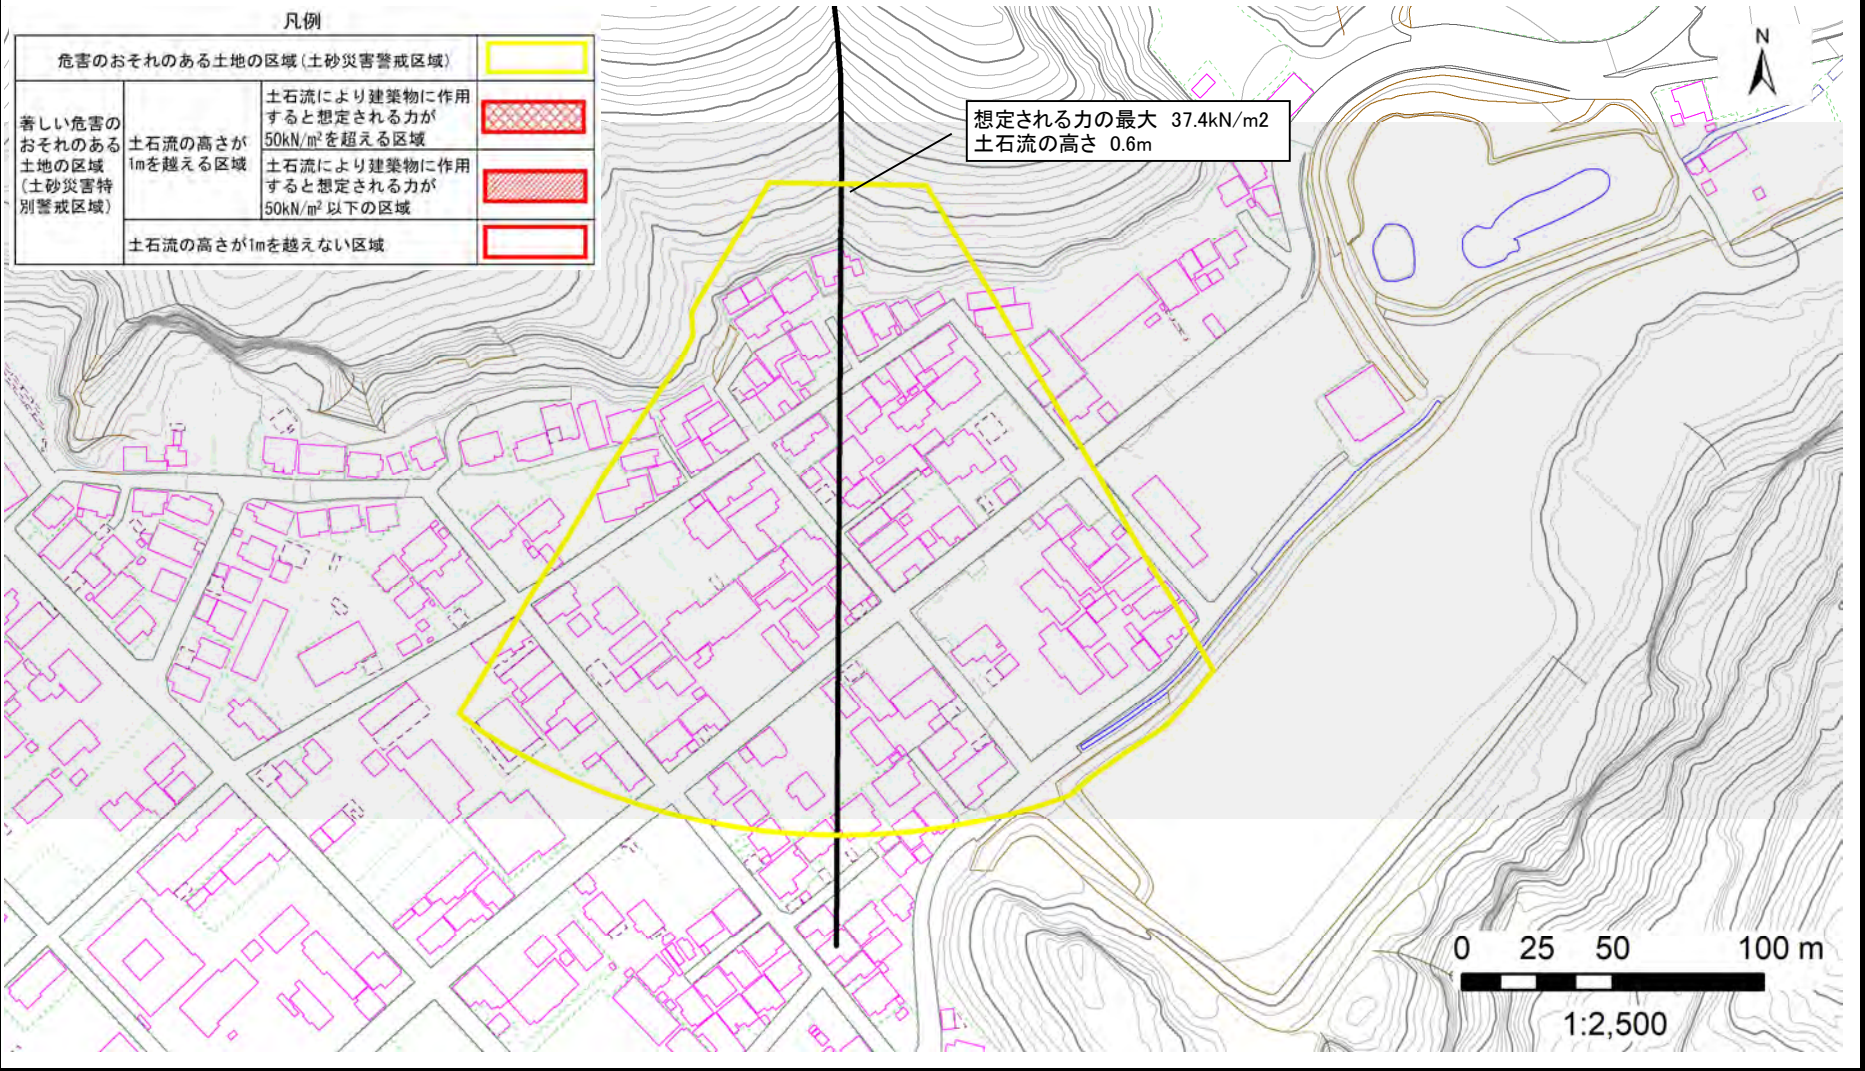 凡例
危害のおそれのある土地の区域(土砂災害警戒区域)
著しい危害の
おそれのある
土地の区域
(土砂災害特
別警戒区域)
土石流の高さが
1mを越える区域
土石流により建築物に作用
すると想定される力が
50kN/㎡を超える区域
土石流により建築物に作用
すると想定される力が
50kN/㎡以下の区域
土石流の高さが1mを越えない区域
想定される力の最大 37.4kN/m2
土石流の高さ 0.6m
N
0 25 50 100 m
1:2,500